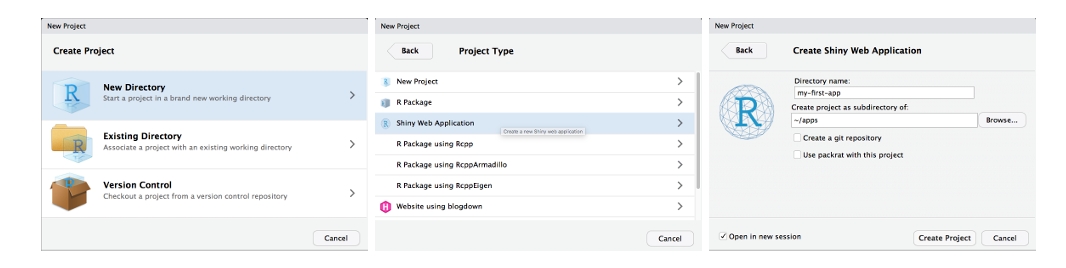 New Project
Create Project
New Directory
Start a project in a brand new working directory
Existing Directory
Associate a project with an existing working directory
Version Control
Checkout a project from a version control repository
Cancel
New Project
Back
Project Type
New Project
R Package
Shiny Web Application
Create a new Shiny web application
R Package using Rcpp
R Package using RcppArmadillo
R Package using RcppEigen
Website using blogdown
Cancel
New Project
Back
Create Shiny Web Application
Directory name:
my-first-app
Create project as subdirectory of:
~/apps
Browse...
Create a git repository
Use packrat with this project
Open in new session
Create Project
Cancel